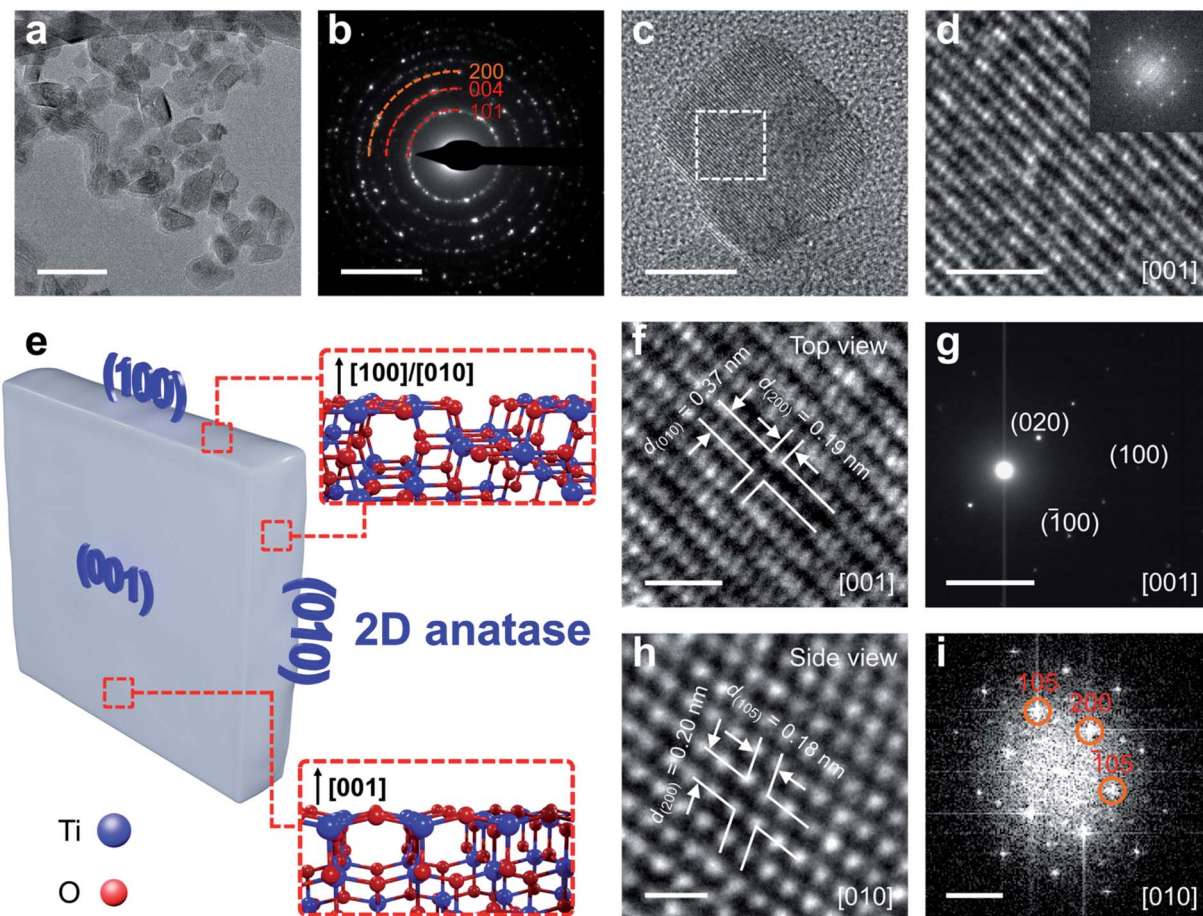 a
b
200
004
101
c
d
[001]
e
(100)
[100]/[010]
(001)
(010)
2D anatase
[001]
Ti
O
f
Top view
d(010) = 0.37 nm
d(200) = 0.19 nm
[001]
g
(020)
(100)
(1̄00)
[001]
h
Side view
d(200) = 0.20 nm
d(105) = 0.18 nm
[010]
i
105
200
105
[010]